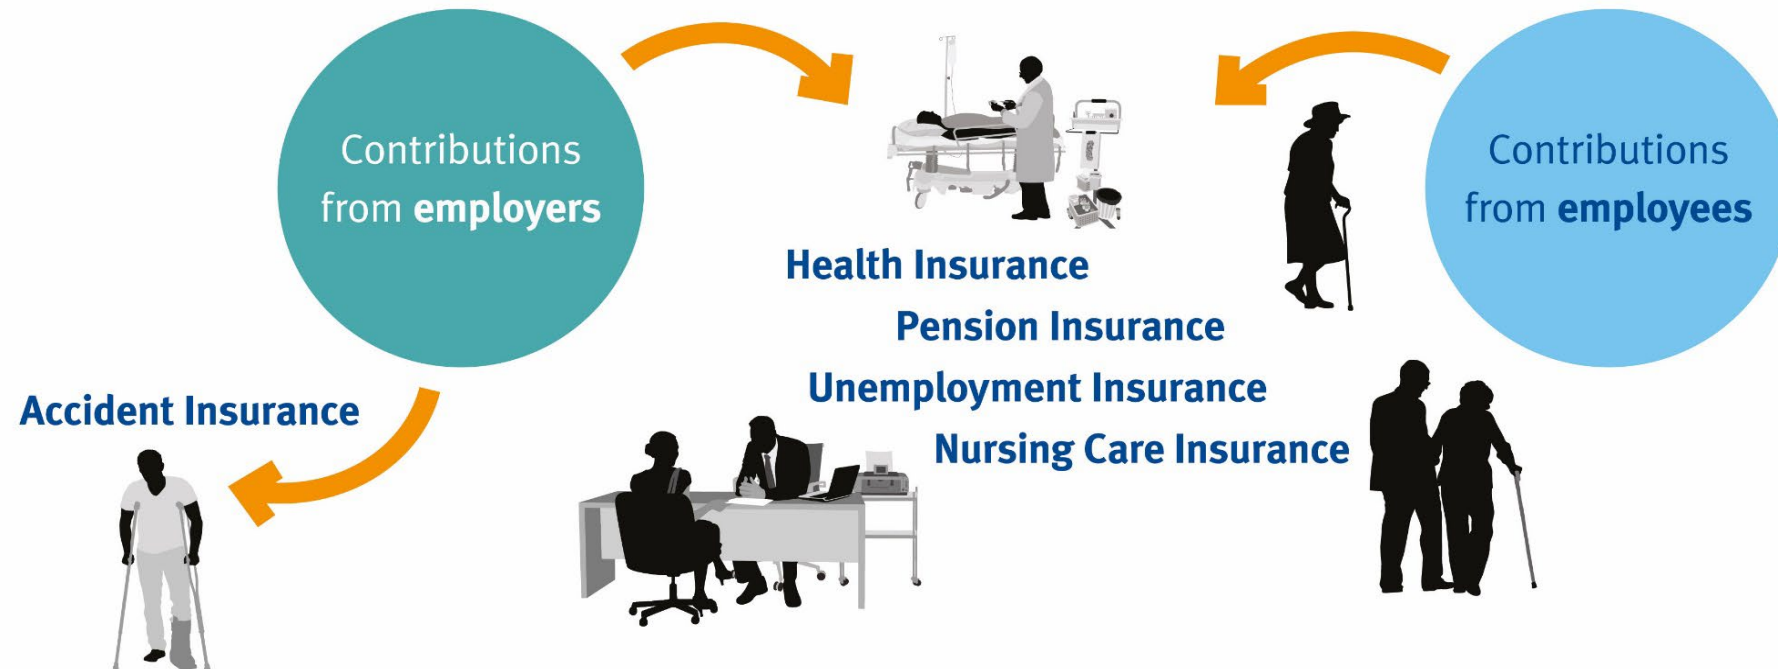 Contributions
from employers
Contributions
from employees
Health Insurance
Pension Insurance
Unemployment Insurance
Nursing Care Insurance
Accident Insurance